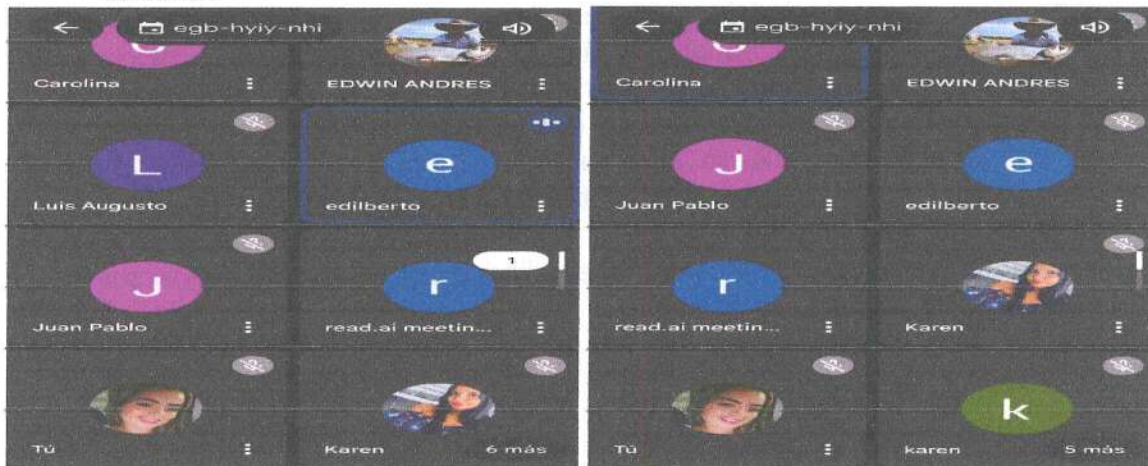 egb-hyiy-nhi
Carolina
EDWIN ANDRES
L
e
Luis Augusto
edilberto
J
1
r
Juan Pablo
read.ai meetin...
Tú
Karen
6 más
egb-hyiy-nhi
Carolina
EDWIN ANDRES
J
e
Juan Pablo
edilberto
r
read.ai meetin...
Karen
k
Tú
karen
5 más